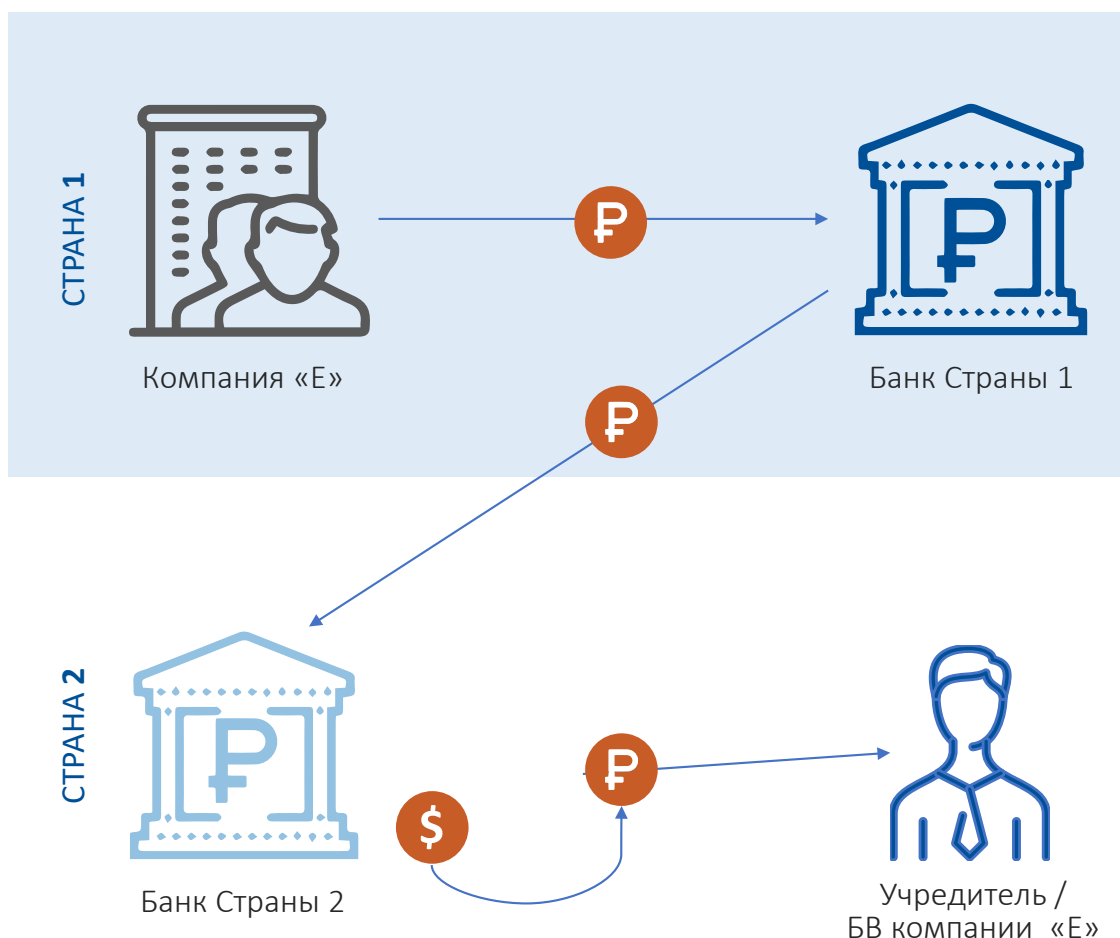 СТРАНА 1
₽
Компания «Е»
Банк Страны 1
₽
СТРАНА 2
₽
$
Банк Страны 2
Учредитель /
БВ компании «Е»